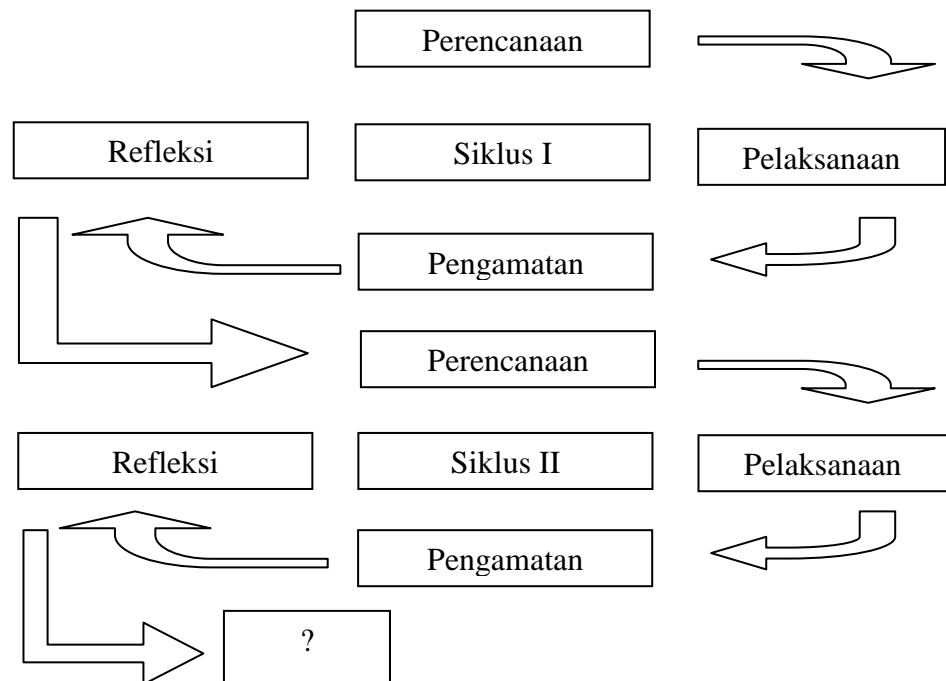 Perencanaan
Refleksi
Siklus I
Pelaksanaan
Pengamatan
Perencanaan
Refleksi
Siklus II
Pelaksanaan
Pengamatan
?